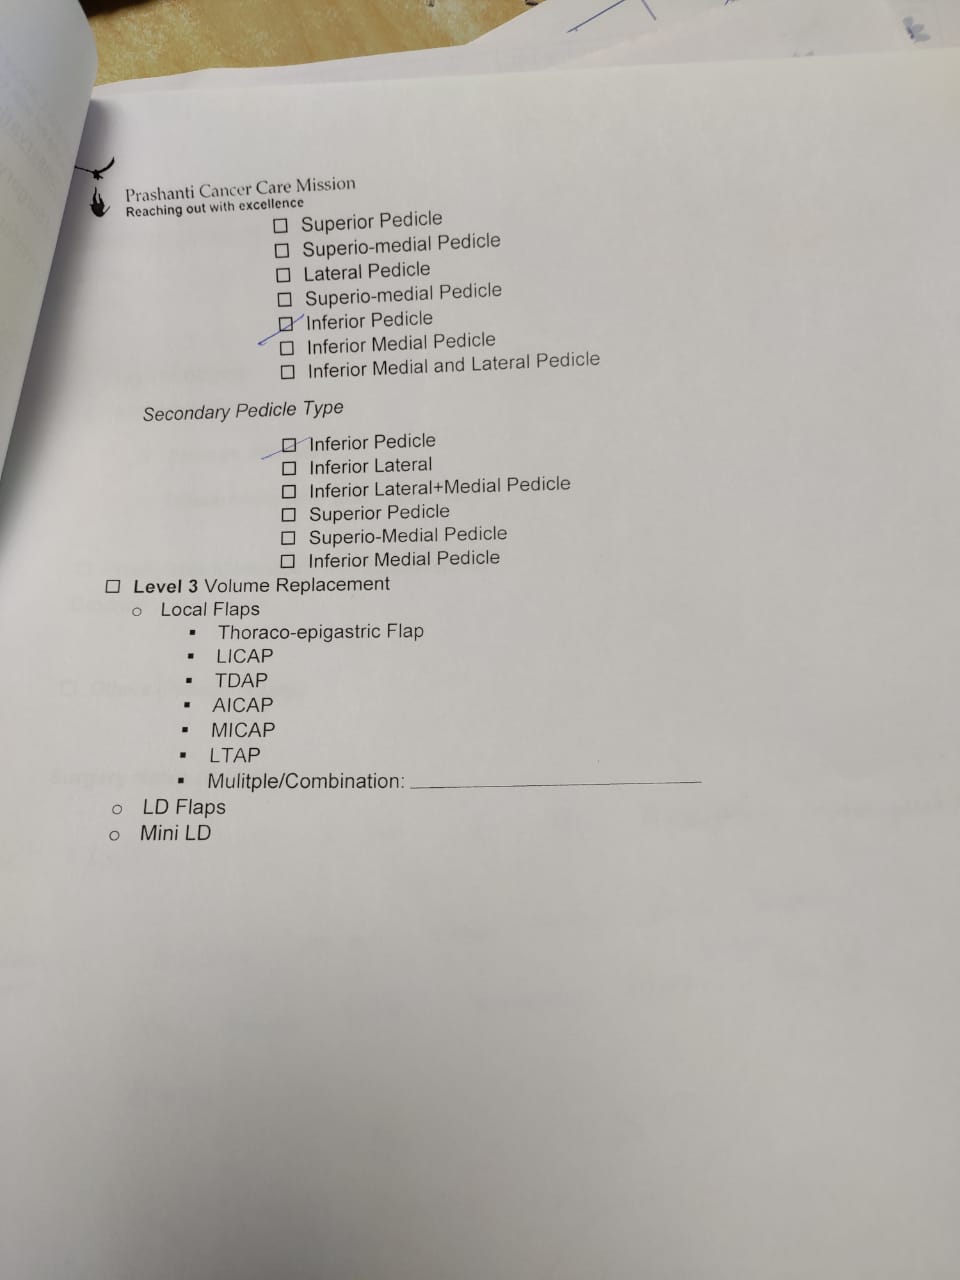 Prashanti Cancer Care Mission
Reaching out with excellence
☐ Superior Pedicle
☐ Superio-medial Pedicle
☐ Lateral Pedicle
☐ Superio-medial Pedicle
☑ Inferior Pedicle
☐ Inferior Medial Pedicle
☐ Inferior Medial and Lateral Pedicle
Secondary Pedicle Type
☑ Inferior Pedicle
☐ Inferior Lateral
☐ Inferior Lateral+Medial Pedicle
☐ Superior Pedicle
☐ Superio-Medial Pedicle
☐ Inferior Medial Pedicle
☐ Level 3 Volume Replacement
o Local Flaps
▪ Thoraco-epigastric Flap
▪ LICAP
▪ TDAP
▪ AICAP
▪ MICAP
▪ LTAP
▪ Mulitple/Combination: ____________
o LD Flaps
o Mini LD